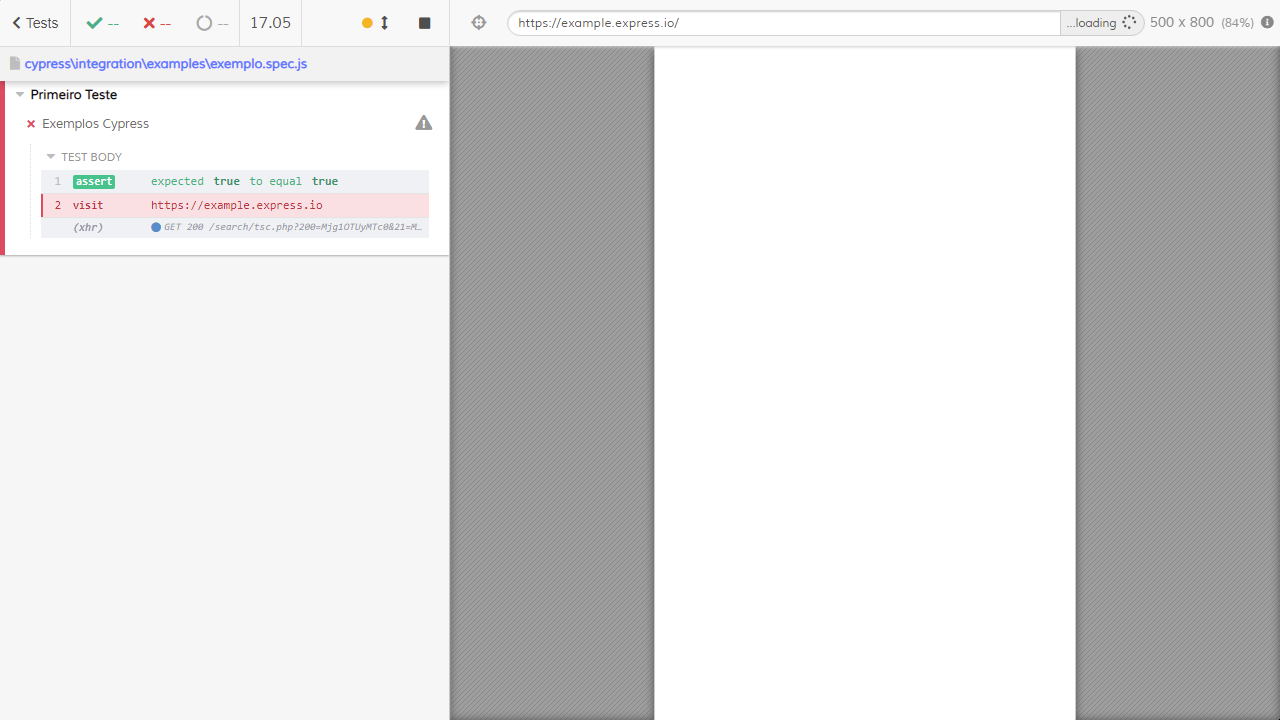 Tests -- -- -- 17.05 https://example.express.io/ ...loading 500 x 800 (84%)
cypress\integration\examples\exemplo.spec.js
Primeiro Teste
Exemplos Cypress
TEST BODY
1 assert expected true to equal true
2 visit https://example.express.io
(xhr) GET 200 /search/tsc.php?200=Mjg1OTUyMTc0&21=M…